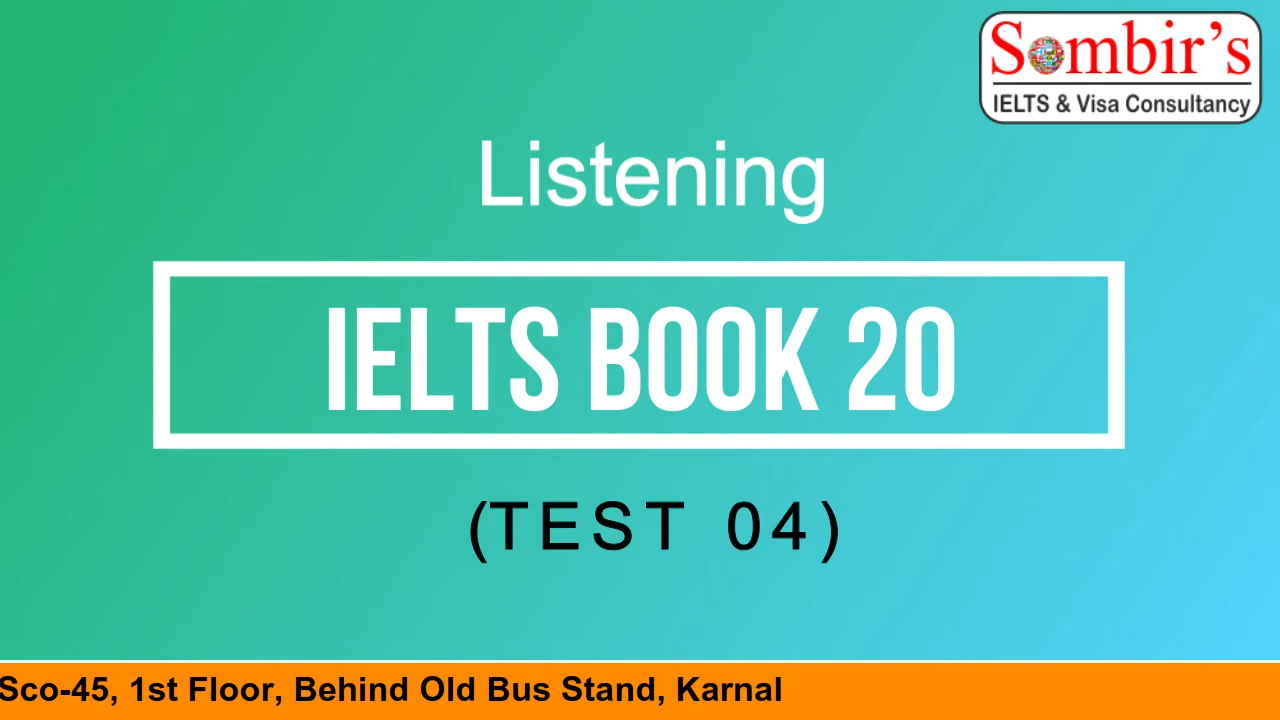 Sombir's
IELTS & Visa Consultancy
Listening
IELTS BOOK 20
(TEST 04)
Sco-45, 1st Floor, Behind Old Bus Stand, Karnal